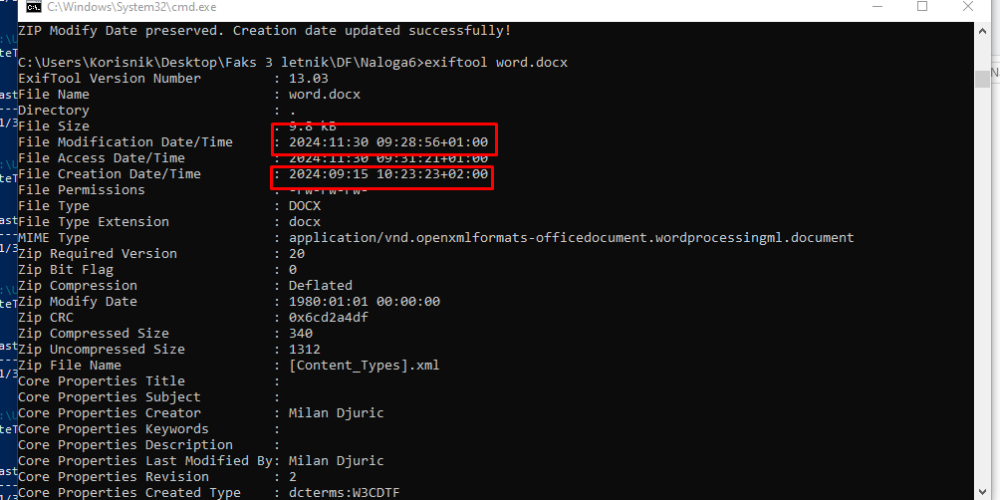 C:\Windows\System32\cmd.exe
ZIP Modify Date preserved. Creation date updated successfully!
C:\Users\Korisnik\Desktop\Faks 3 letnik\DF\Naloga6>exiftool word.docx
ExifTool Version Number : 13.03
File Name : word.docx
Directory : .
File Size : 9.8 kB
File Modification Date/Time : 2024:11:30 09:28:56+01:00
File Access Date/Time : 2024:11:30 09:31:21+01:00
File Creation Date/Time : 2024:09:15 10:23:23+02:00
File Permissions : -rw-rw-rw-
File Type : DOCX
File Type Extension : docx
MIME Type : application/vnd.openxmlformats-officedocument.wordprocessingml.document
Zip Required Version : 20
Zip Bit Flag : 0
Zip Compression : Deflated
Zip Modify Date : 1980:01:01 00:00:00
Zip CRC : 0x6cd2a4df
Zip Compressed Size : 340
Zip Uncompressed Size : 1312
Zip File Name : [Content_Types].xml
Core Properties Title :
Core Properties Subject :
Core Properties Creator : Milan Djuric
Core Properties Keywords :
Core Properties Description :
Core Properties Last Modified By: Milan Djuric
Core Properties Revision : 2
Core Properties Created Type : dcterms:W3CDTF